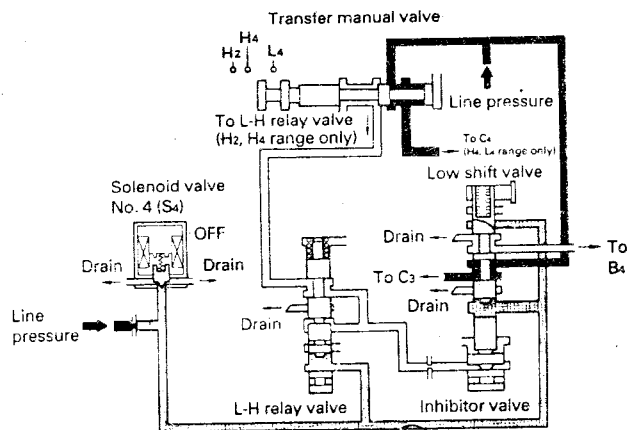 Transfer manual valve
H2
H4
L4
Line pressure
To L-H relay valve
(H2, H4 range only)
To C4
(H4, L4 range only)
Low shift valve
Solenoid valve
No. 4 (S4)
OFF
Drain
Drain
Drain
To
B4
To C3
Drain
Drain
Line
pressure
L-H relay valve
Inhibitor valve